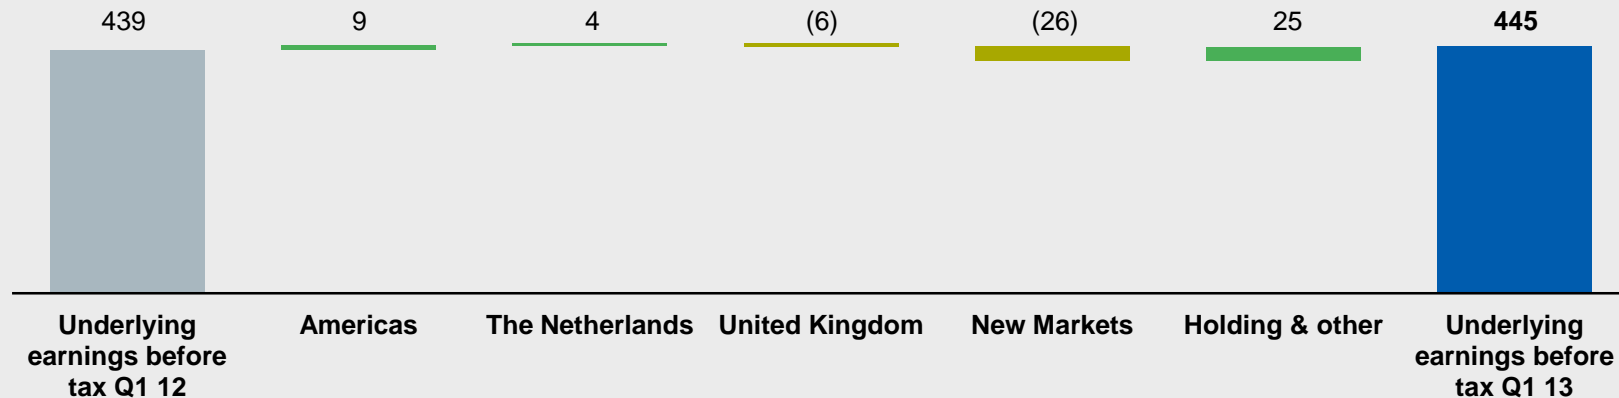 439 9 4 (6) (26) 25 445
Underlying Americas The Netherlands United Kingdom New Markets Holding & other Underlying
earnings before earnings before
tax Q1 12 tax Q1 13